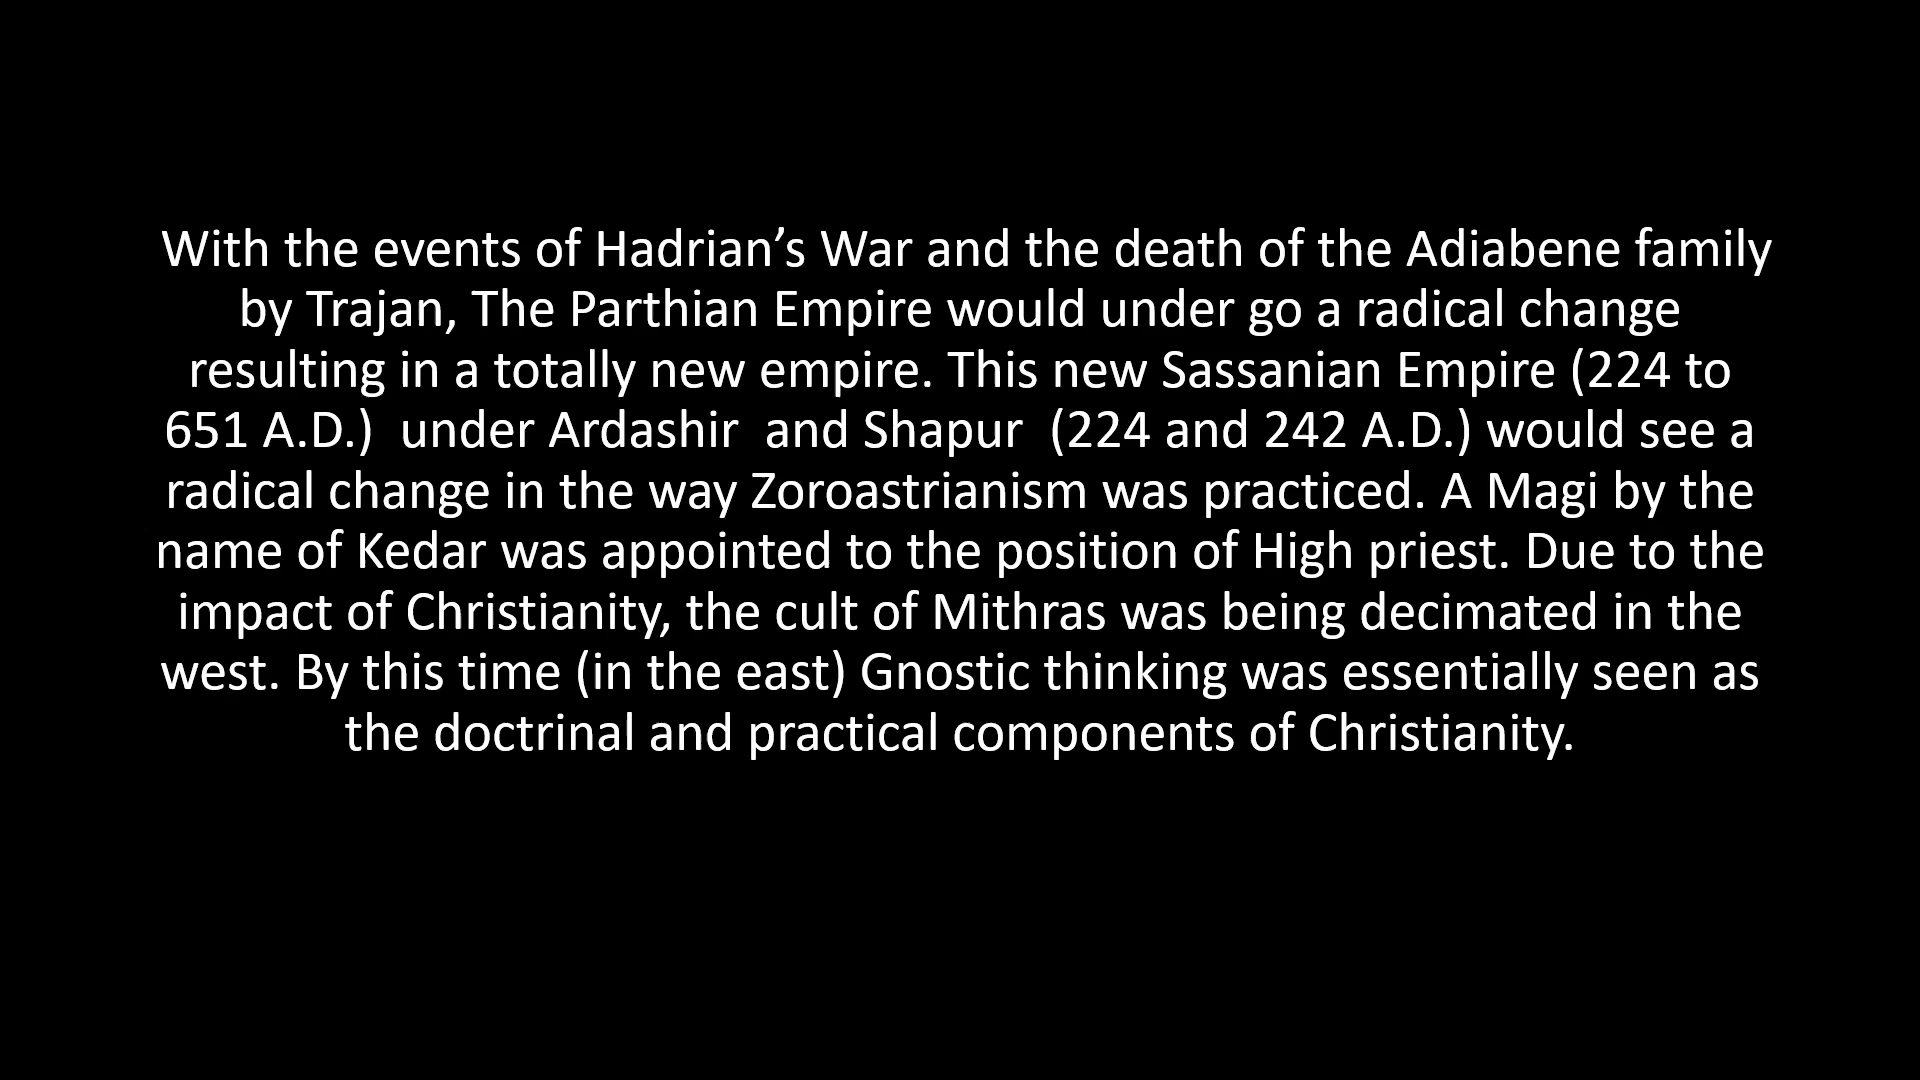 With the events of Hadrian’s War and the death of the Adiabene family
by Trajan, The Parthian Empire would under go a radical change
resulting in a totally new empire. This new Sassanian Empire (224 to
651 A.D.)  under Ardashir  and Shapur  (224 and 242 A.D.) would see a
radical change in the way Zoroastrianism was practiced. A Magi by the
name of Kedar was appointed to the position of High priest. Due to the
impact of Christianity, the cult of Mithras was being decimated in the
west. By this time (in the east) Gnostic thinking was essentially seen as
the doctrinal and practical components of Christianity.